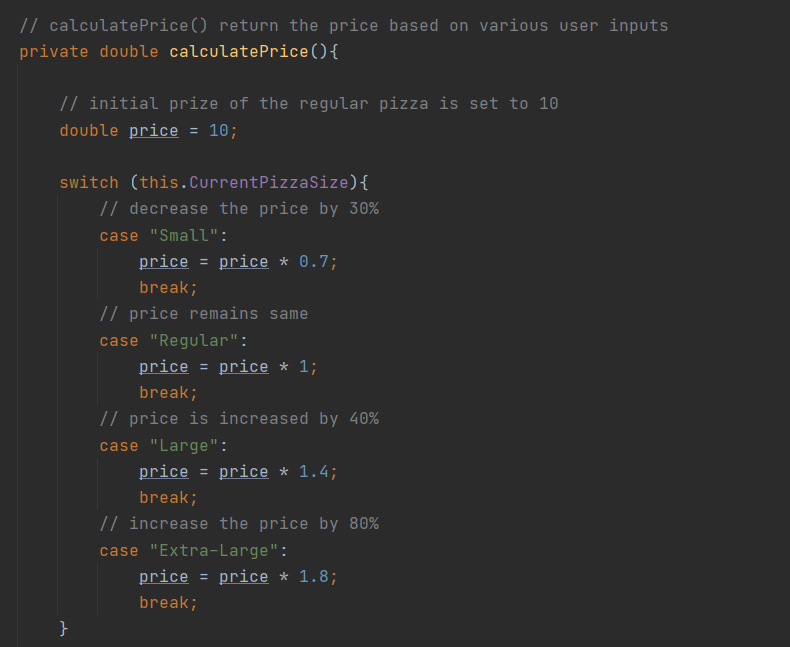 // calculatePrice() return the price based on various user inputs
private double calculatePrice(){
// initial prize of the regular pizza is set to 10
double price = 10;
switch (this.CurrentPizzaSize){
// decrease the price by 30%
case "Small":
price = price * 0.7;
break;
// price remains same
case "Regular":
price = price * 1;
break;
// price is increased by 40%
case "Large":
price = price * 1.4;
break;
// increase the price by 80%
case "Extra-Large":
price = price * 1.8;
break;
}